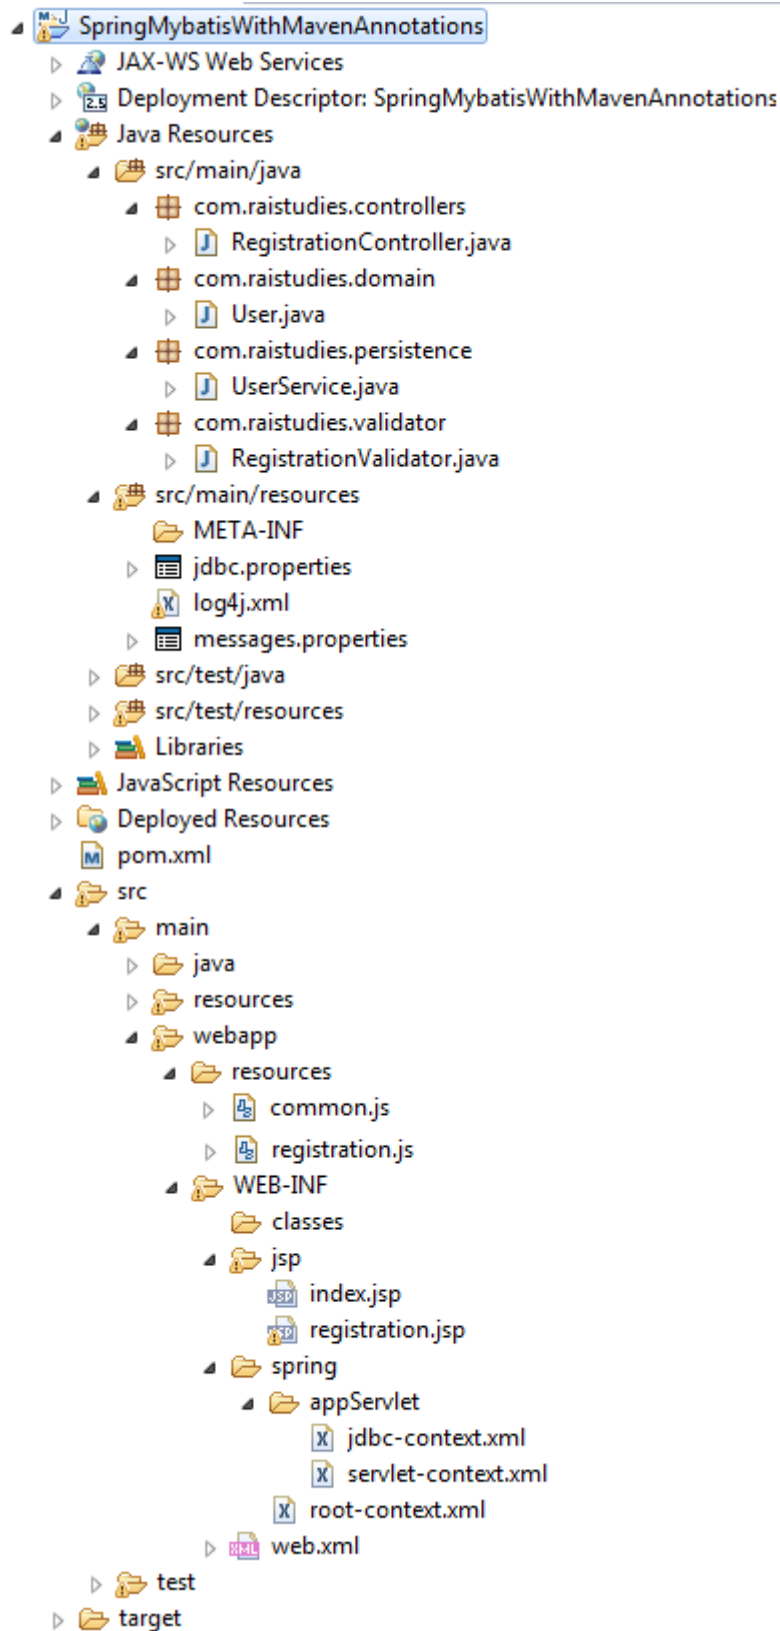 SpringMybatisWithMavenAnnotations
JAX-WS Web Services
Deployment Descriptor: SpringMybatisWithMavenAnnotations
Java Resources
src/main/java
com.raistudies.controllers
RegistrationController.java
com.raistudies.domain
User.java
com.raistudies.persistence
UserService.java
com.raistudies.validator
RegistrationValidator.java
src/main/resources
META-INF
jdbc.properties
log4j.xml
messages.properties
src/test/java
src/test/resources
Libraries
JavaScript Resources
Deployed Resources
pom.xml
src
main
java
resources
webapp
resources
common.js
registration.js
WEB-INF
classes
jsp
index.jsp
registration.jsp
spring
appServlet
jdbc-context.xml
servlet-context.xml
root-context.xml
web.xml
test
target